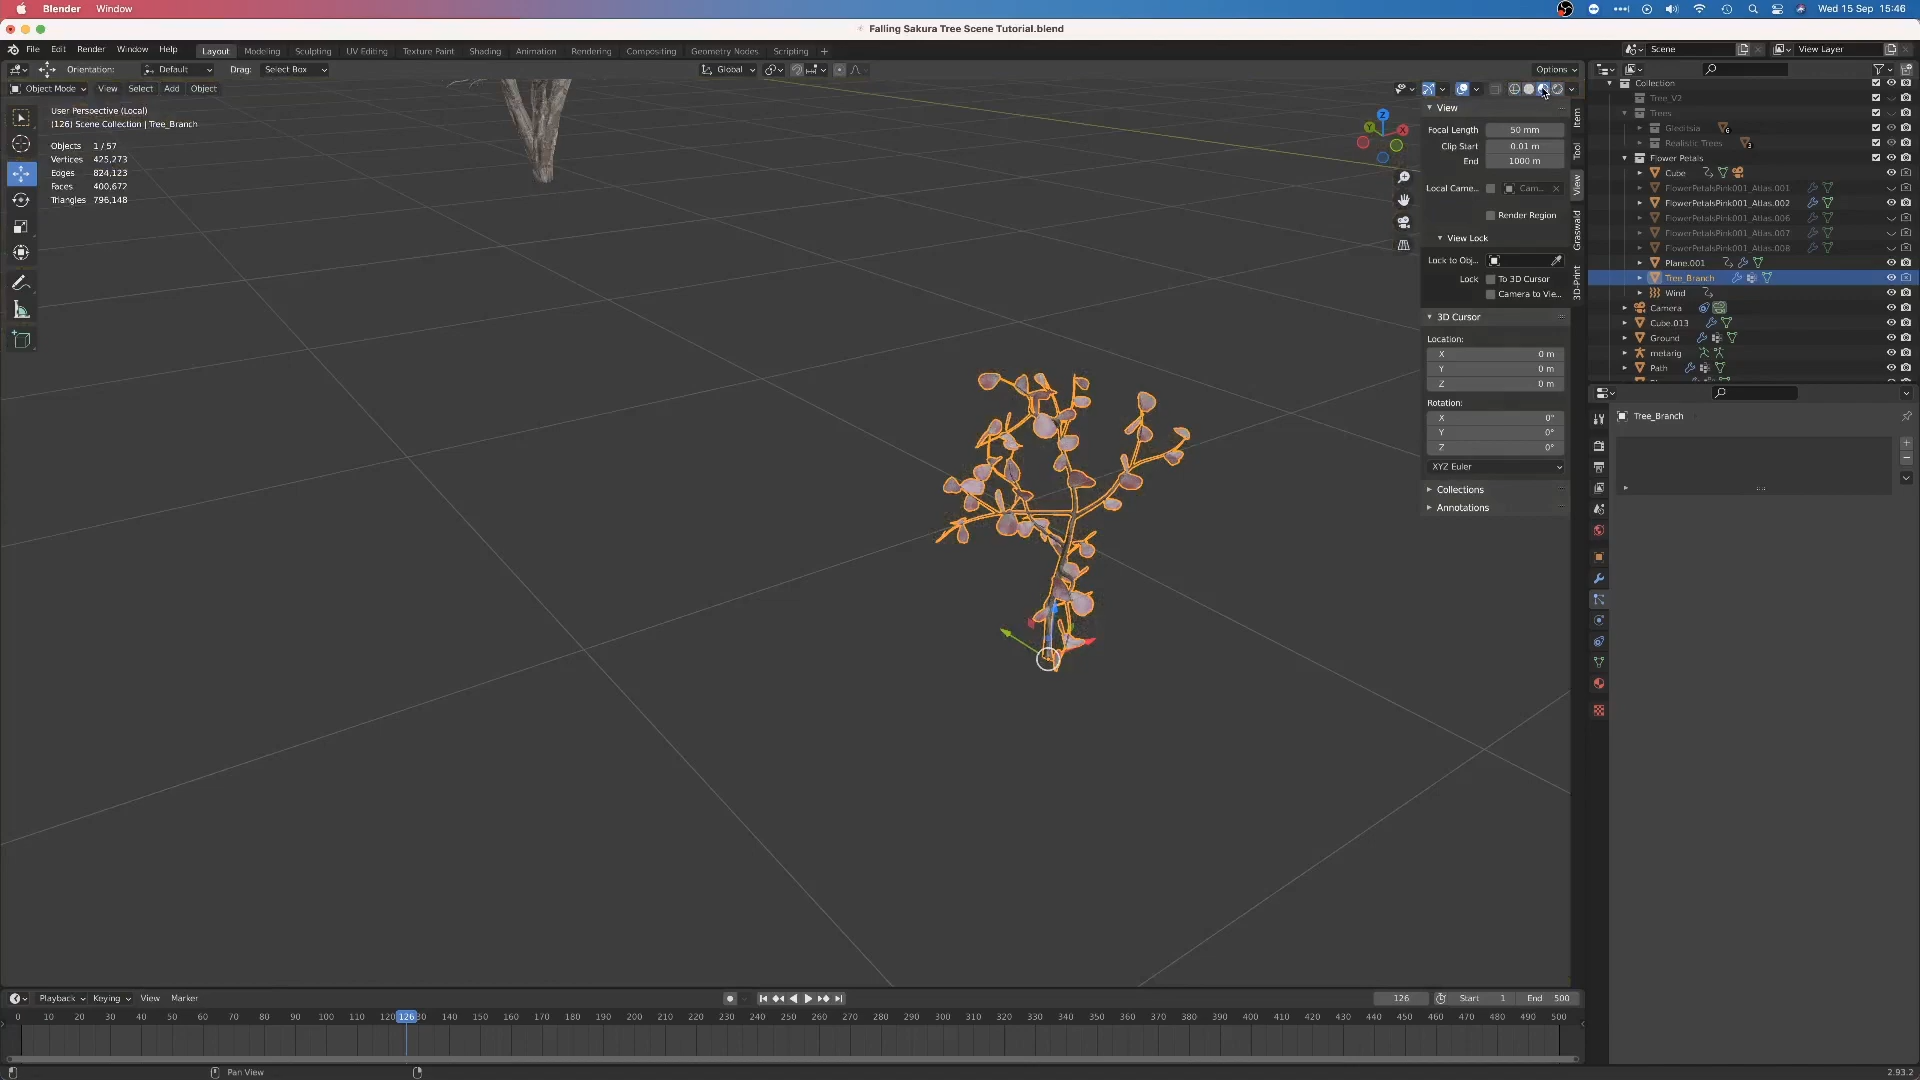 Blender Window
Wed 15 Sep 15:46
Falling Sakura Tree Scene Tutorial.blend
File Edit Render Window Help
Layout Modeling Sculpting UV Editing Texture Paint Shading Animation Rendering Compositing Geometry Nodes Scripting +
Scene
View Layer
Orientation: Default Drag: Select Box
Global
Options
Object Mode View Select Add Object
User Perspective (Local)
(126) Scene Collection | Tree_Branch
Objects 1 / 57
Vertices 425,273
Edges 824,123
Faces 400,672
Triangles 796,148
Z
X
Y
View
Focal Length 50 mm
Clip Start 0.01 m
End 1000 m
Local Came... Cam...
Render Region
View Lock
Lock to Obj...
Lock To 3D Cursor
Camera to Vie...
3D Cursor
Location:
X 0 m
Y 0 m
Z 0 m
Rotation:
X 0°
Y 0°
Z 0°
XYZ Euler
Collections
Annotations
Item
Tool
View
Graswald
3D-Print
Collection
Tree_V2
Trees
Gleditsia 6
Realistic Trees 3
Flower Petals
Cube
FlowerPetalsPink001_Atlas.001
FlowerPetalsPink001_Atlas.002
FlowerPetalsPink001_Atlas.006
FlowerPetalsPink001_Atlas.007
FlowerPetalsPink001_Atlas.008
Plane.001
Tree_Branch
Wind
Camera
Cube.013
Ground
metarig
Path
Tree_Branch
Playback Keying View Marker
126 Start 1 End 500
0 10 20 30 40 50 60 70 80 90 100 110 120 126 130 140 150 160 170 180 190 200 210 220 230 240 250 260 270 280 290 300 310 320 330 340 350 360 370 380 390 400 410 420 430 440 450 460 470 480 490 500
Pan View
2.93.2